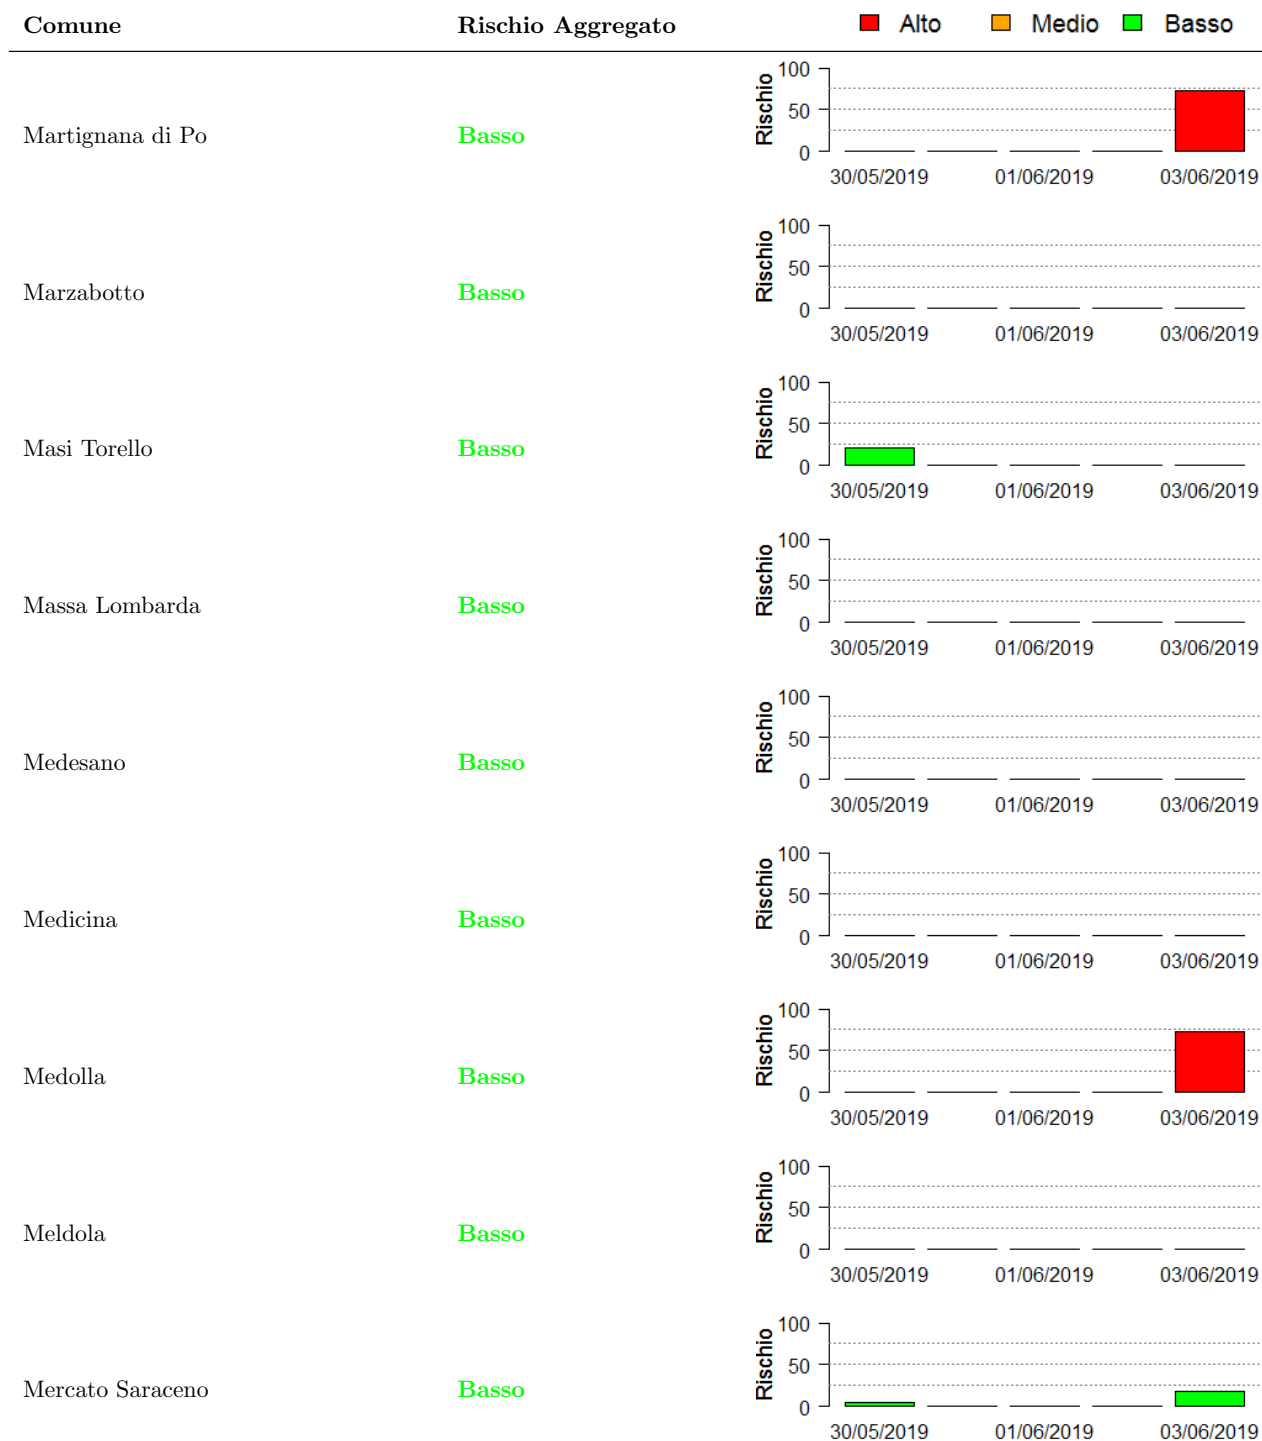 Comune Rischio Aggregato Alto Medio Basso
100
50
0
Rischio
Martignana di Po Basso
30/05/2019 01/06/2019 03/06/2019
100
50
0
Rischio
Marzabotto Basso
30/05/2019 01/06/2019 03/06/2019
100
50
0
Rischio
Masi Torello Basso
30/05/2019 01/06/2019 03/06/2019
100
50
0
Rischio
Massa Lombarda Basso
30/05/2019 01/06/2019 03/06/2019
100
50
0
Rischio
Medesano Basso
30/05/2019 01/06/2019 03/06/2019
100
50
0
Rischio
Medicina Basso
30/05/2019 01/06/2019 03/06/2019
100
50
0
Rischio
Medolla Basso
30/05/2019 01/06/2019 03/06/2019
100
50
0
Rischio
Meldola Basso
30/05/2019 01/06/2019 03/06/2019
100
50
0
Rischio
Mercato Saraceno Basso
30/05/2019 01/06/2019 03/06/2019